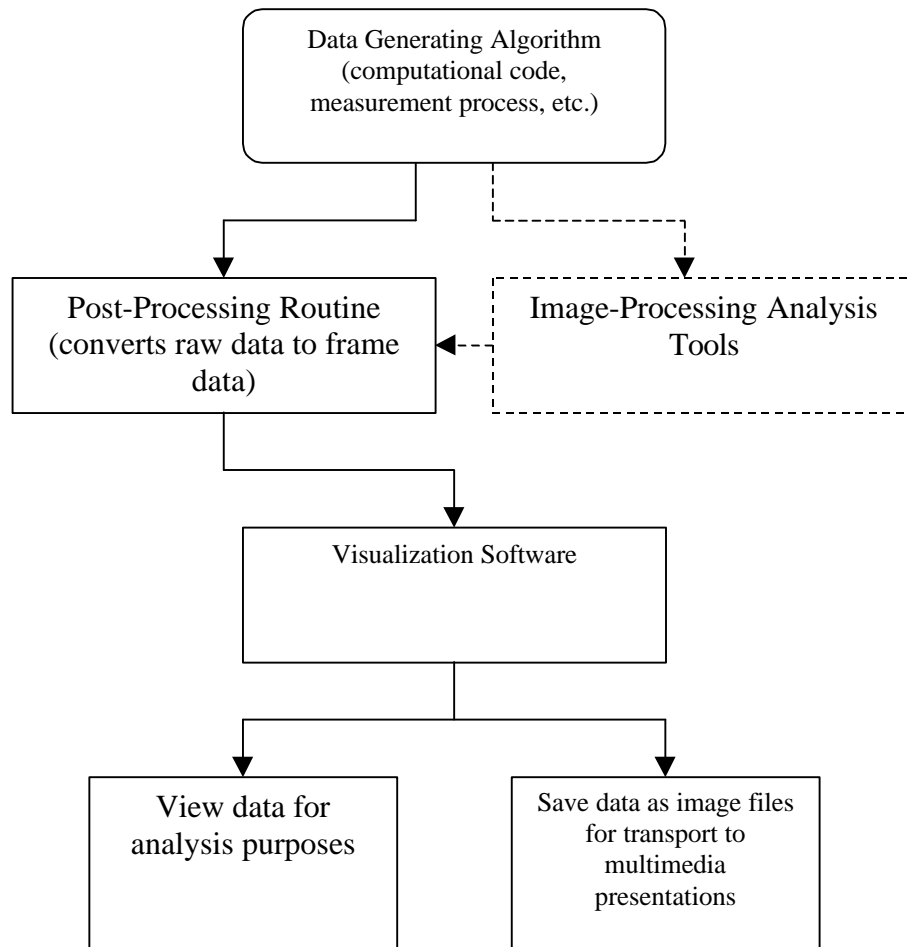 Data Generating Algorithm
(computational code,
measurement process, etc.)
Post-Processing Routine
(converts raw data to frame
data)
Image-Processing Analysis
Tools
Visualization Software
View data for
analysis purposes
Save data as image files
for transport to
multimedia
presentations